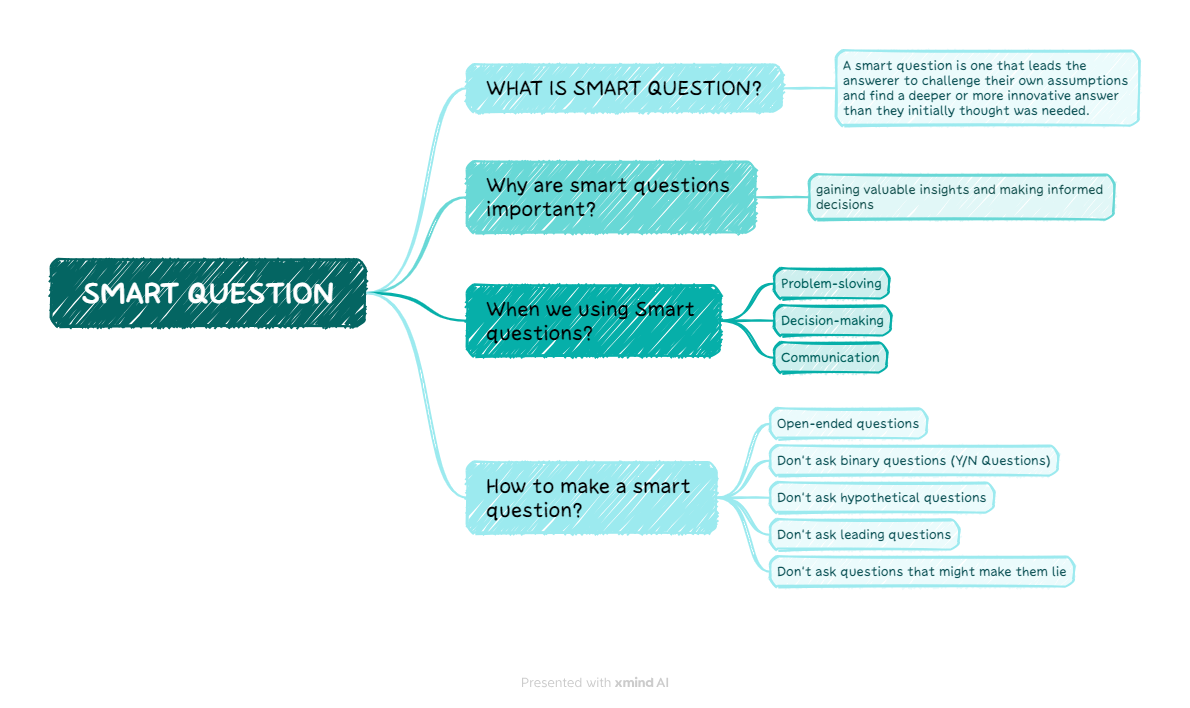 SMART QUESTION
WHAT IS SMART QUESTION?
A smart question is one that leads the
answerer to challenge their own assumptions
and find a deeper or more innovative answer
than they initially thought was needed.
Why are smart questions
important?
gaining valuable insights and making informed
decisions
When we using Smart
questions?
Problem-sloving
Decision-making
Communication
How to make a smart
question?
Open-ended questions
Don't ask binary questions (Y/N Questions)
Don't ask hypothetical questions
Don't ask leading questions
Don't ask questions that might make them lie
Presented with xmind AI